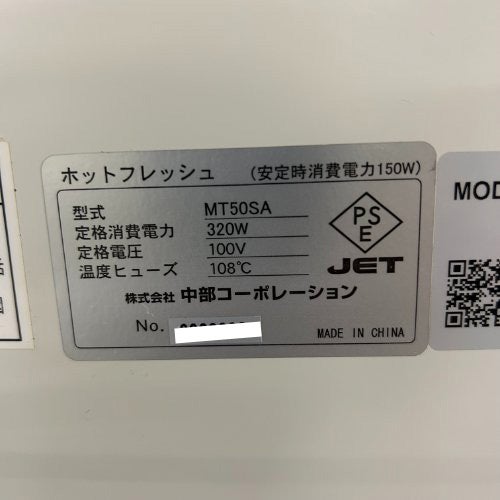 ホットフレッシュ (安定時消費電力150W)
型式 MT50SA
定格消費電力 320W
定格電圧 100V
温度ヒューズ 108℃
PSE
JET
株式会社 中部コーポレーション
No.
MADE IN CHINA
MOD
活
園